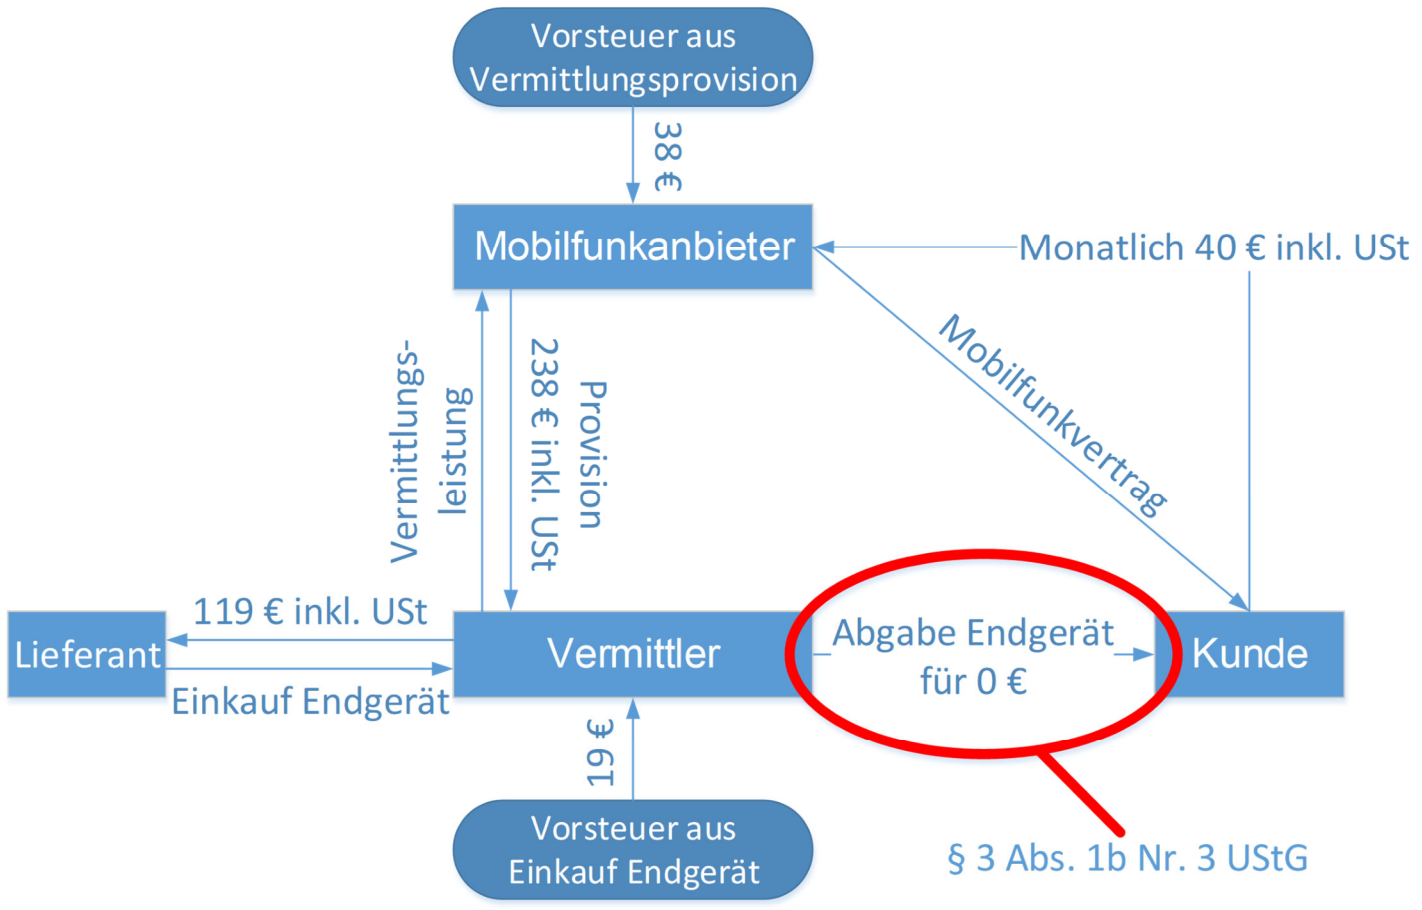 Vorsteuer aus
Vermittlungsprovision
38 €
Mobilfunkanbieter
Monatlich 40 € inkl. USt
Mobilfunkvertrag
Vermittlungs-
leistung
Provision
238 € inkl. USt
119 € inkl. USt
Lieferant
Einkauf Endgerät
Vermittler
Abgabe Endgerät
für 0 €
Kunde
19 €
Vorsteuer aus
Einkauf Endgerät
§ 3 Abs. 1b Nr. 3 UStG